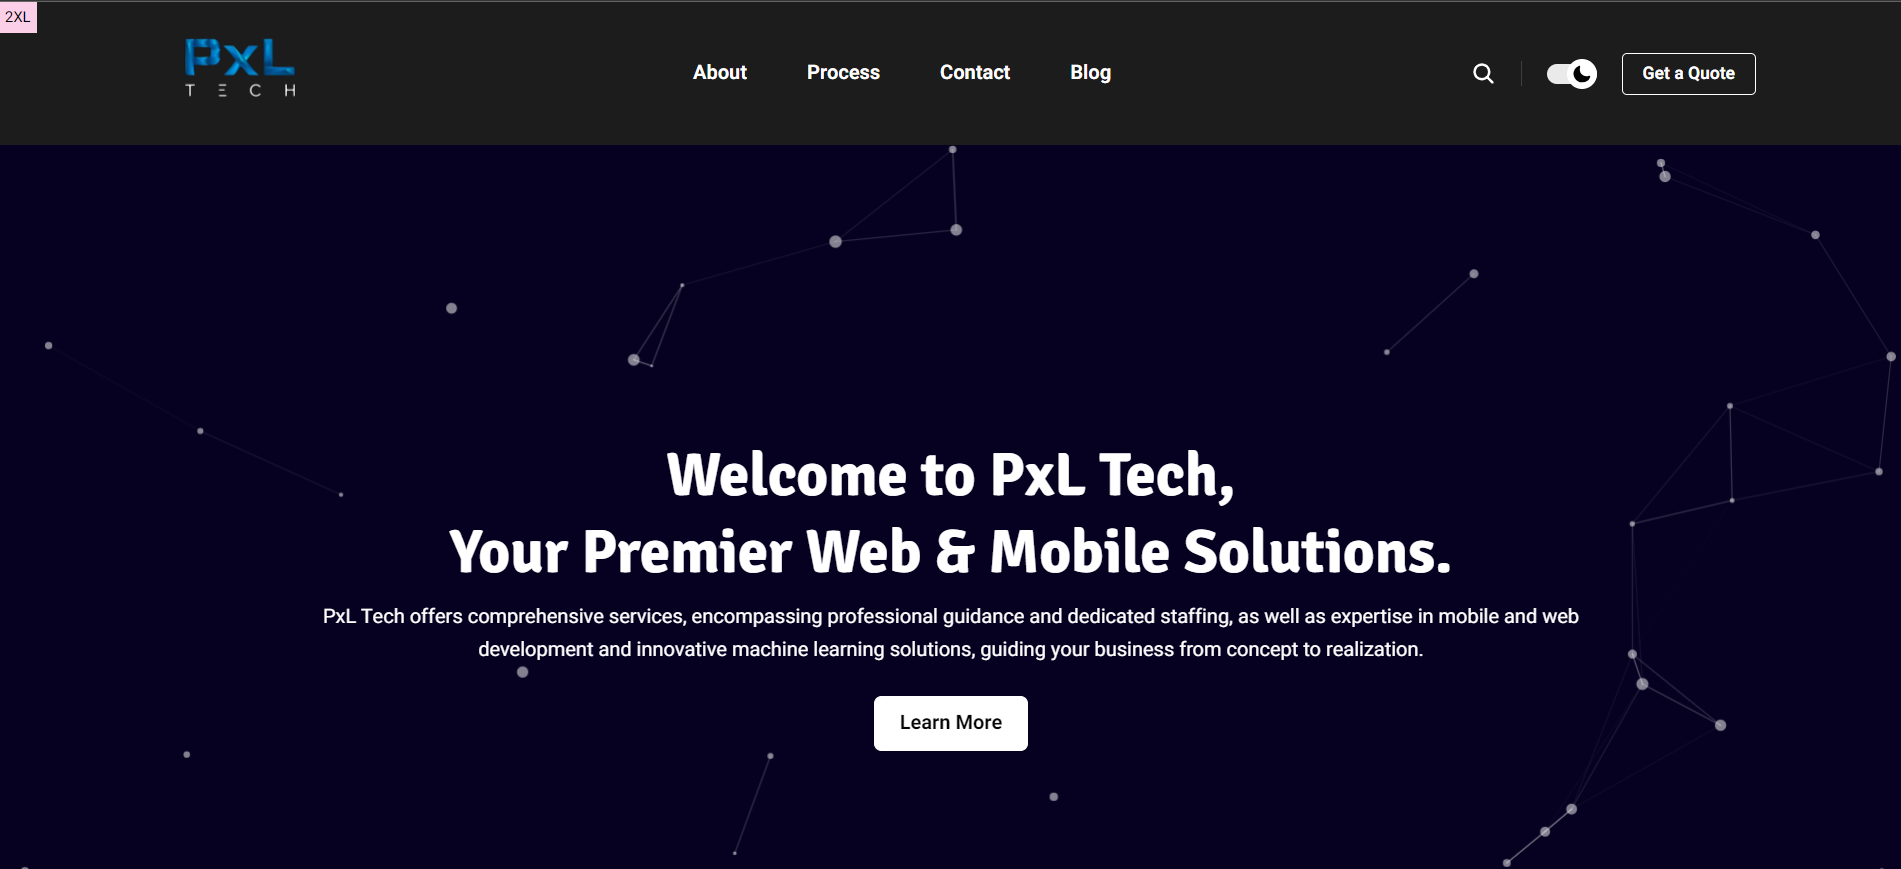 2XL
PxL
TECH
About
Process
Contact
Blog
Get a Quote
Welcome to PxL Tech,
Your Premier Web & Mobile Solutions.
PxL Tech offers comprehensive services, encompassing professional guidance and dedicated staffing, as well as expertise in mobile and web
development and innovative machine learning solutions, guiding your business from concept to realization.
Learn More